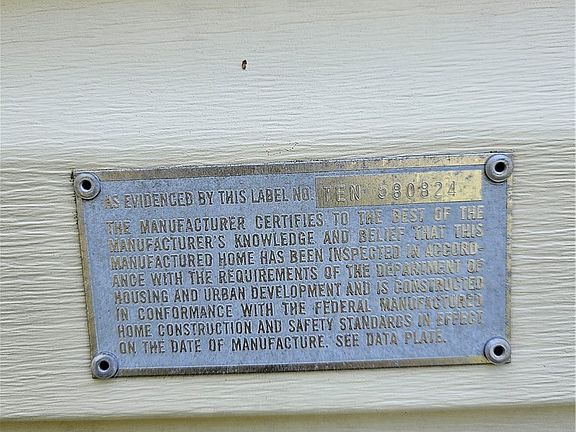 AS EVIDENCED BY THIS LABEL NO. TEN 680824
THE MANUFACTURER CERTIFIES TO THE BEST OF THE
MANUFACTURER'S KNOWLEDGE AND BELIEF THAT THIS
MANUFACTURED HOME HAS BEEN INSPECTED IN ACCORD-
ANCE WITH THE REQUIREMENTS OF THE DEPARTMENT OF
HOUSING AND URBAN DEVELOPMENT AND IS CONSTRUCTED
IN CONFORMANCE WITH THE FEDERAL MANUFACTURED
HOME CONSTRUCTION AND SAFETY STANDARDS IN EFFECT
ON THE DATE OF MANUFACTURE. SEE DATA PLATE.